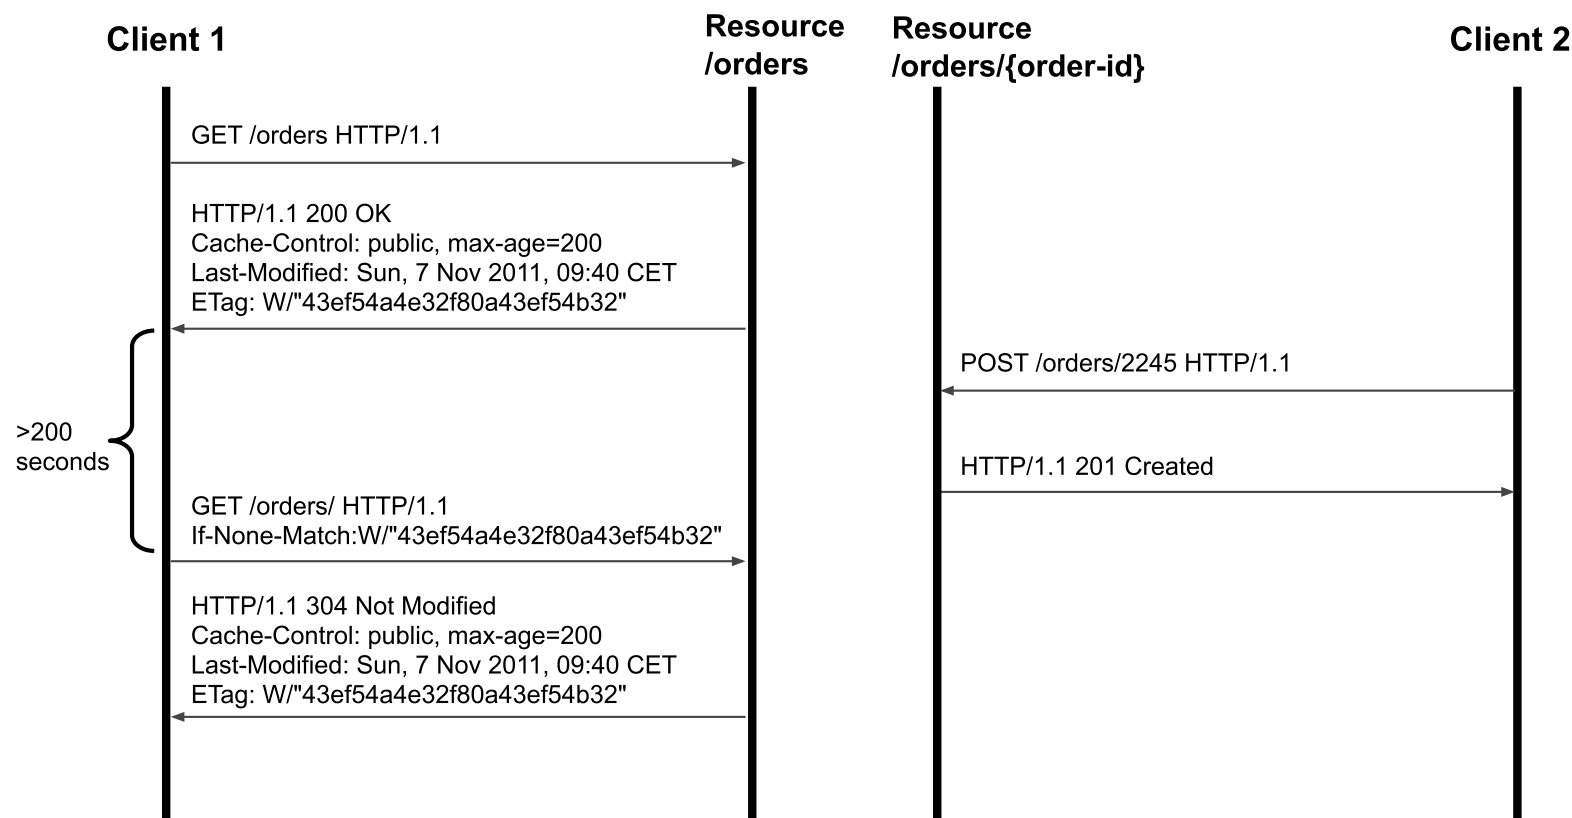 Client 1
Resource
/orders
Resource
/orders/{order-id}
Client 2
GET /orders HTTP/1.1
HTTP/1.1 200 OK
Cache-Control: public, max-age=200
Last-Modified: Sun, 7 Nov 2011, 09:40 CET
ETag: W/"43ef54a4e32f80a43ef54b32"
POST /orders/2245 HTTP/1.1
>200
seconds
HTTP/1.1 201 Created
GET /orders/ HTTP/1.1
If-None-Match:W/"43ef54a4e32f80a43ef54b32"
HTTP/1.1 304 Not Modified
Cache-Control: public, max-age=200
Last-Modified: Sun, 7 Nov 2011, 09:40 CET
ETag: W/"43ef54a4e32f80a43ef54b32"